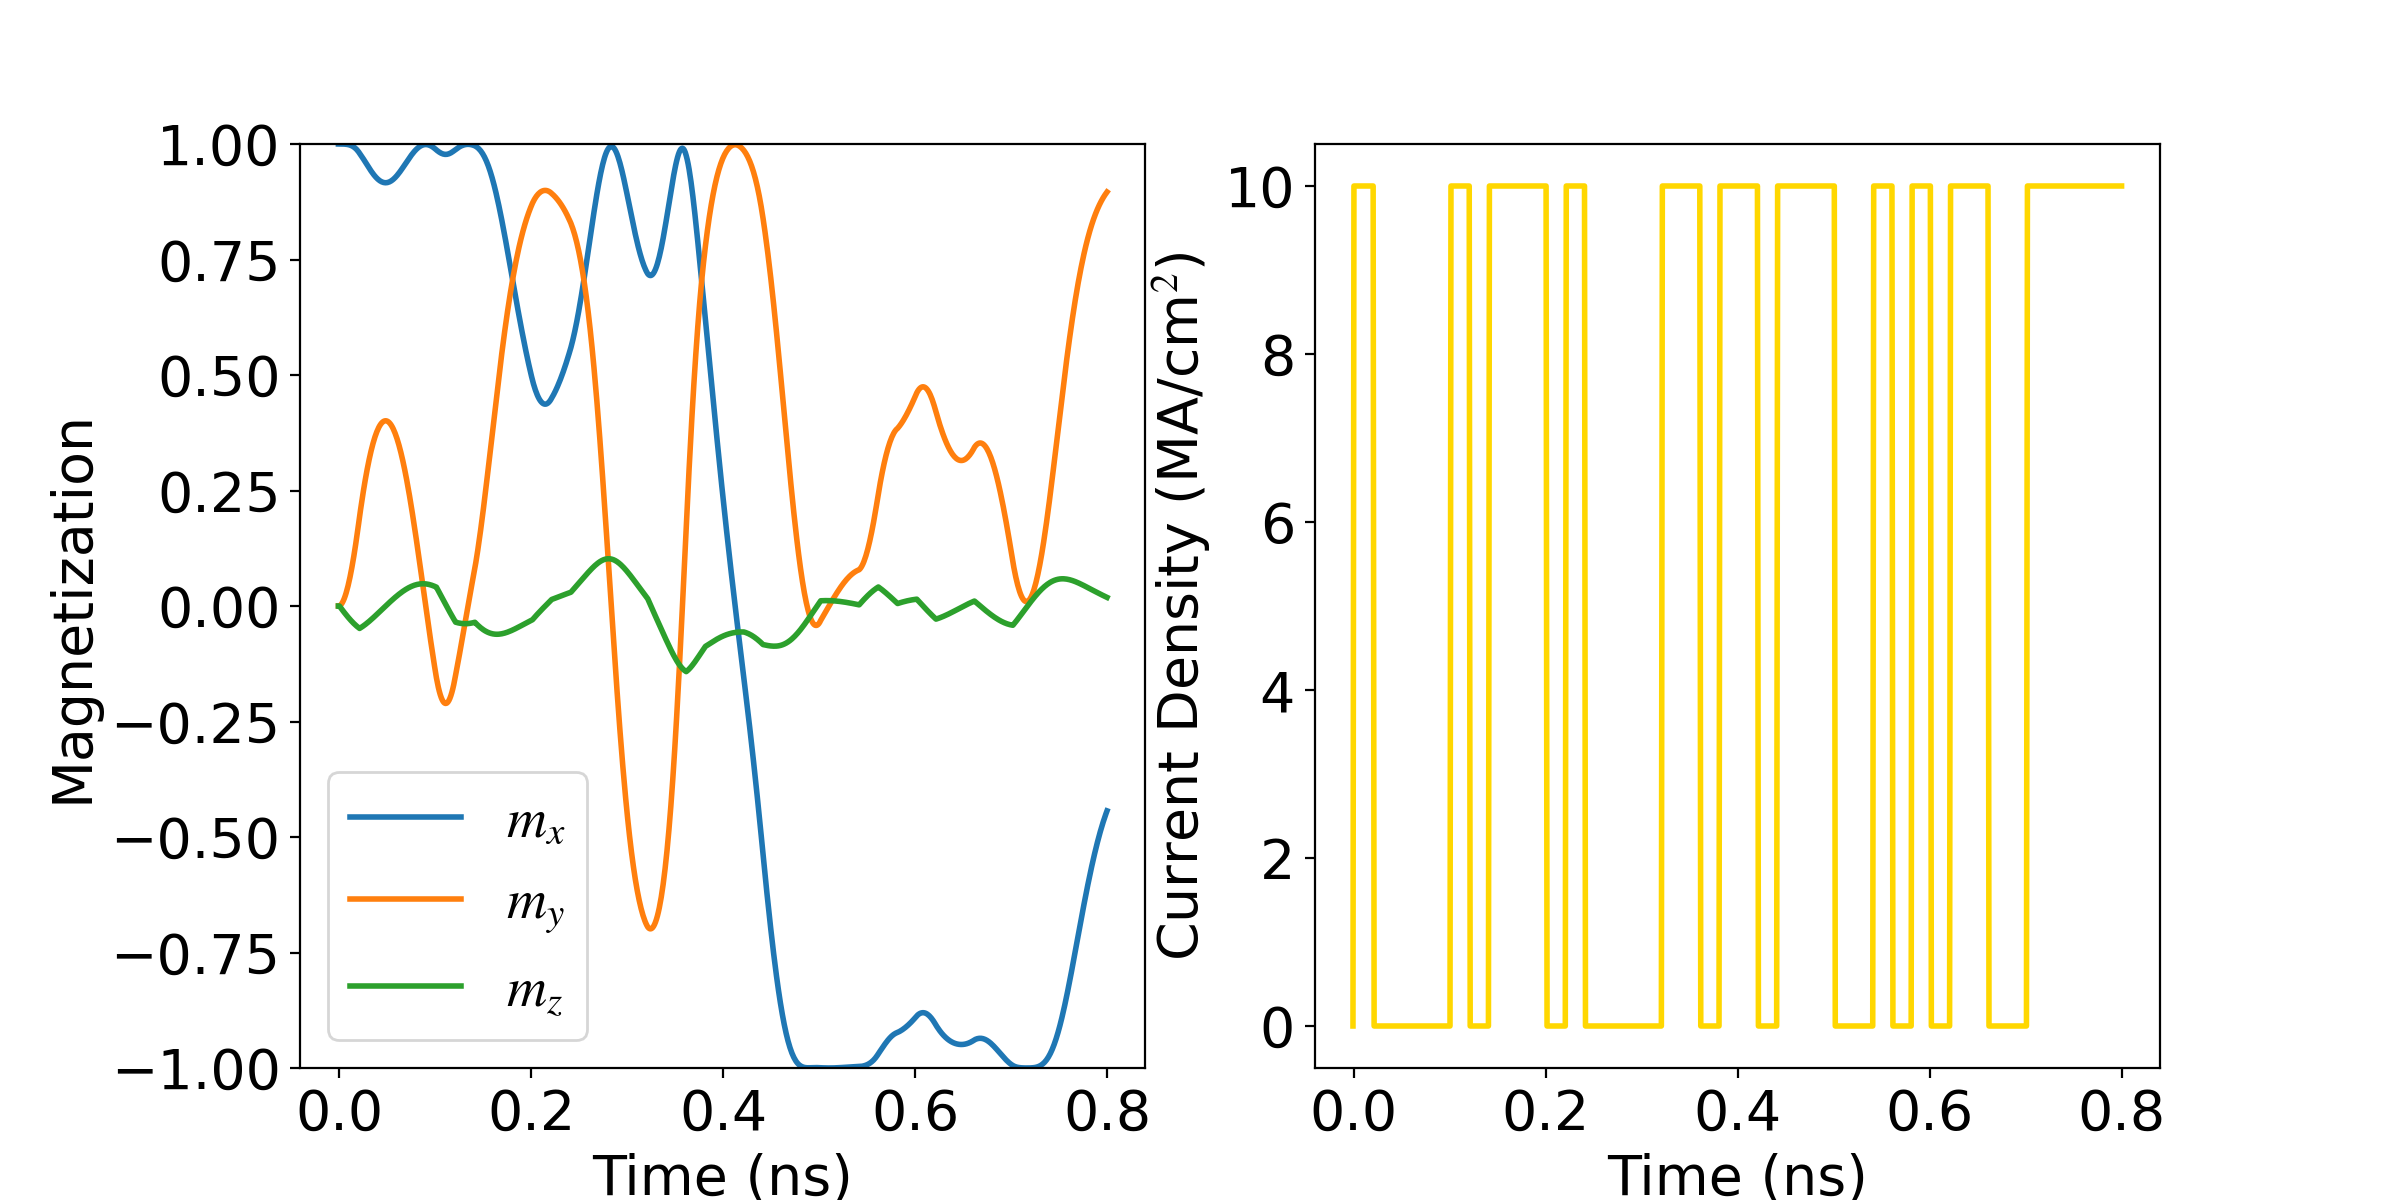 1.00
0.75
0.50
0.25
0.00
−0.25
−0.50
−0.75
−1.00
Magnetization
m_x
m_y
m_z
0.0 0.2 0.4 0.6 0.8
Time (ns)
10
8
6
4
2
0
Current Density (MA/cm²)
0.0 0.2 0.4 0.6 0.8
Time (ns)